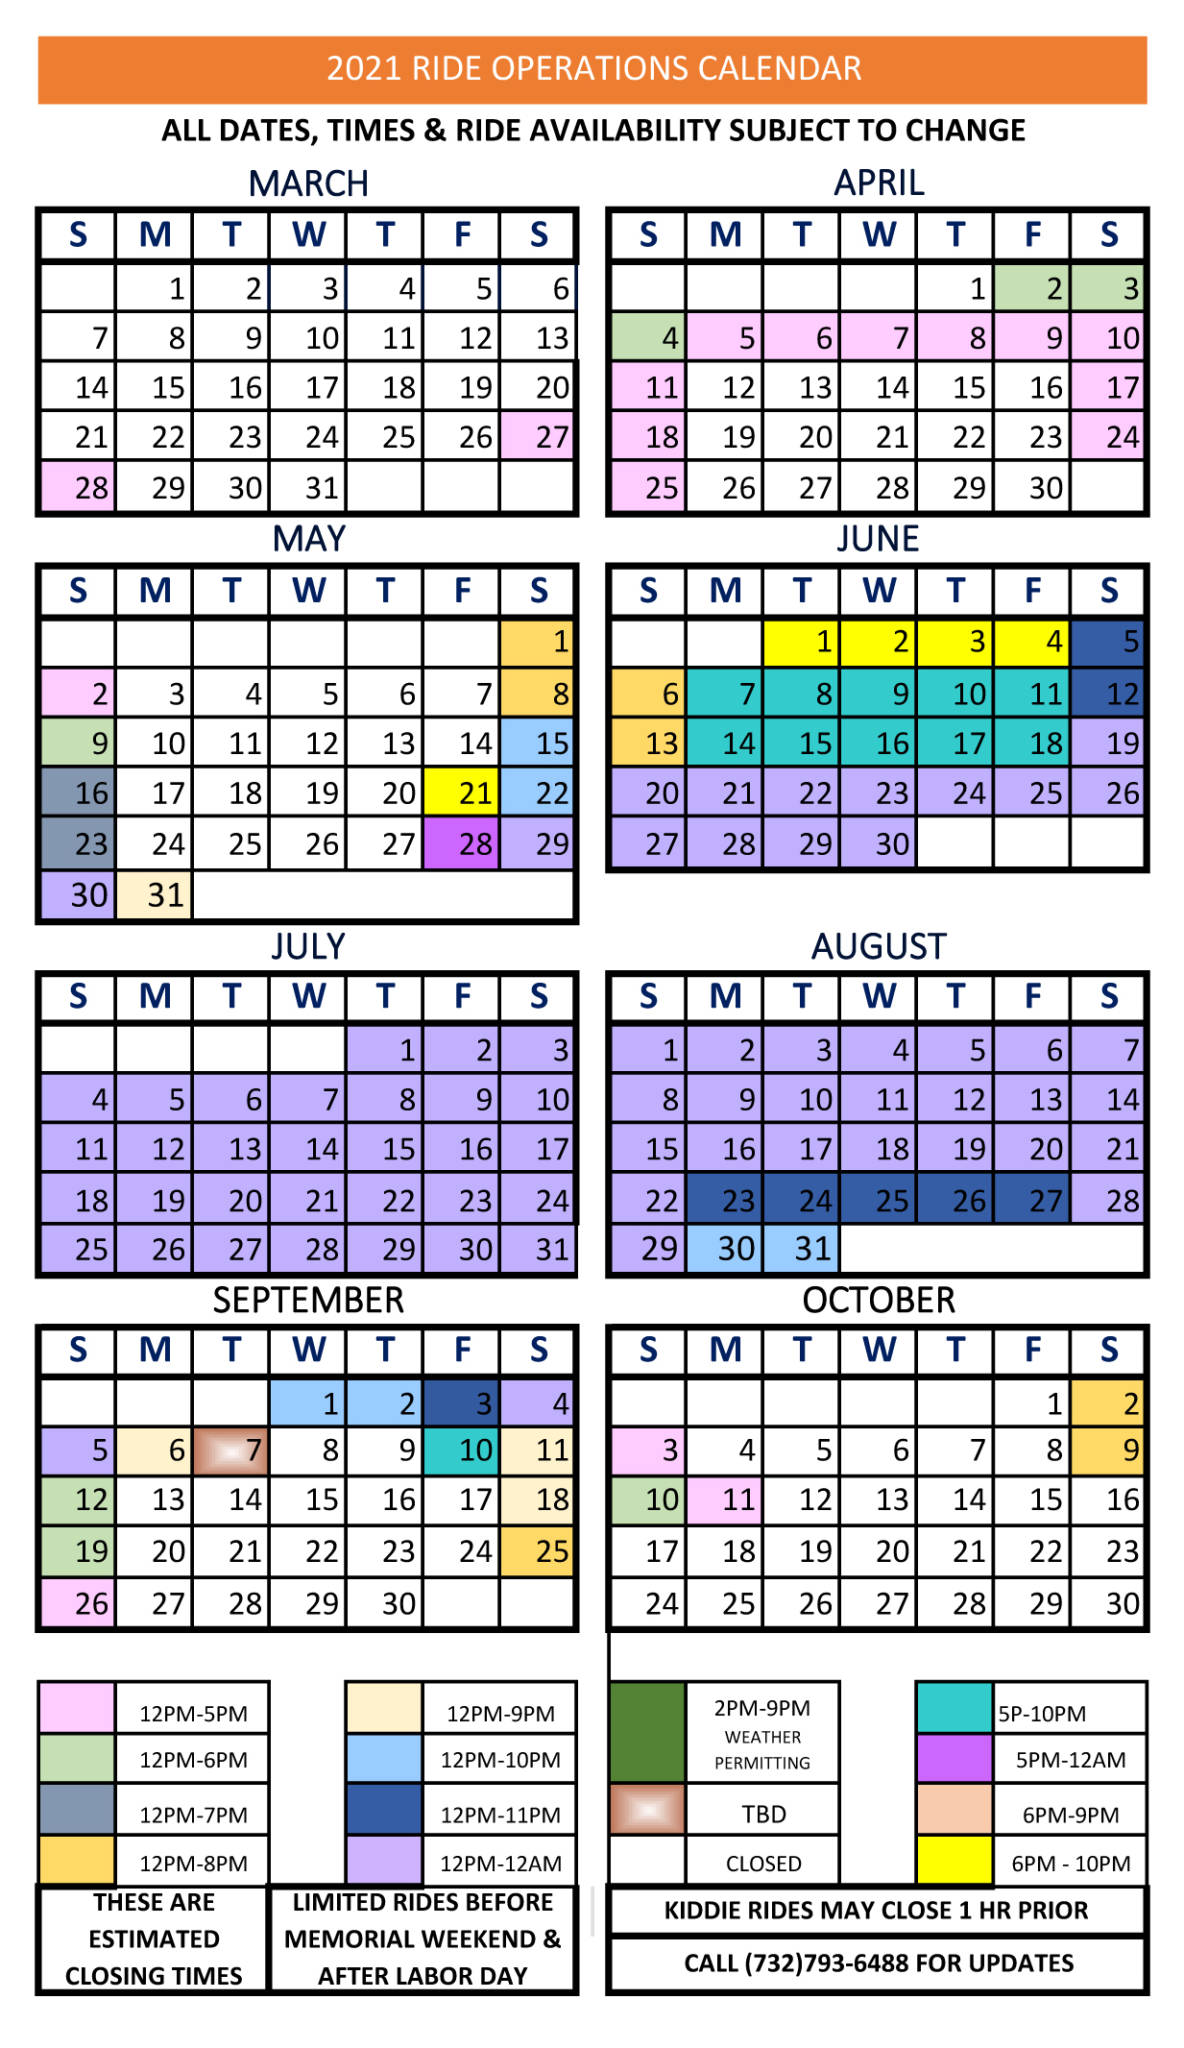 2021 RIDE OPERATIONS CALENDAR
ALL DATES, TIMES & RIDE AVAILABILITY SUBJECT TO CHANGE
MARCH
S M T W T F S
1 2 3 4 5 6
7 8 9 10 11 12 13
14 15 16 17 18 19 20
21 22 23 24 25 26 27
28 29 30 31
APRIL
S M T W T F S
1 2 3
4 5 6 7 8 9 10
11 12 13 14 15 16 17
18 19 20 21 22 23 24
25 26 27 28 29 30
MAY
S M T W T F S
1
2 3 4 5 6 7 8
9 10 11 12 13 14 15
16 17 18 19 20 21 22
23 24 25 26 27 28 29
30 31
JUNE
S M T W T F S
1 2 3 4 5
6 7 8 9 10 11 12
13 14 15 16 17 18 19
20 21 22 23 24 25 26
27 28 29 30
JULY
S M T W T F S
1 2 3
4 5 6 7 8 9 10
11 12 13 14 15 16 17
18 19 20 21 22 23 24
25 26 27 28 29 30 31
AUGUST
S M T W T F S
1 2 3 4 5 6 7
8 9 10 11 12 13 14
15 16 17 18 19 20 21
22 23 24 25 26 27 28
29 30 31
SEPTEMBER
S M T W T F S
1 2 3 4
5 6 7 8 9 10 11
12 13 14 15 16 17 18
19 20 21 22 23 24 25
26 27 28 29 30
OCTOBER
S M T W T F S
1 2
3 4 5 6 7 8 9
10 11 12 13 14 15 16
17 18 19 20 21 22 23
24 25 26 27 28 29 30
12PM-5PM
12PM-6PM
12PM-7PM
12PM-8PM
12PM-9PM
12PM-10PM
12PM-11PM
12PM-12AM
2PM-9PM
WEATHER
PERMITTING
TBD
CLOSED
5P-10PM
5PM-12AM
6PM-9PM
6PM - 10PM
THESE ARE
ESTIMATED
CLOSING TIMES
LIMITED RIDES BEFORE
MEMORIAL WEEKEND &
AFTER LABOR DAY
KIDDIE RIDES MAY CLOSE 1 HR PRIOR
CALL (732)793-6488 FOR UPDATES